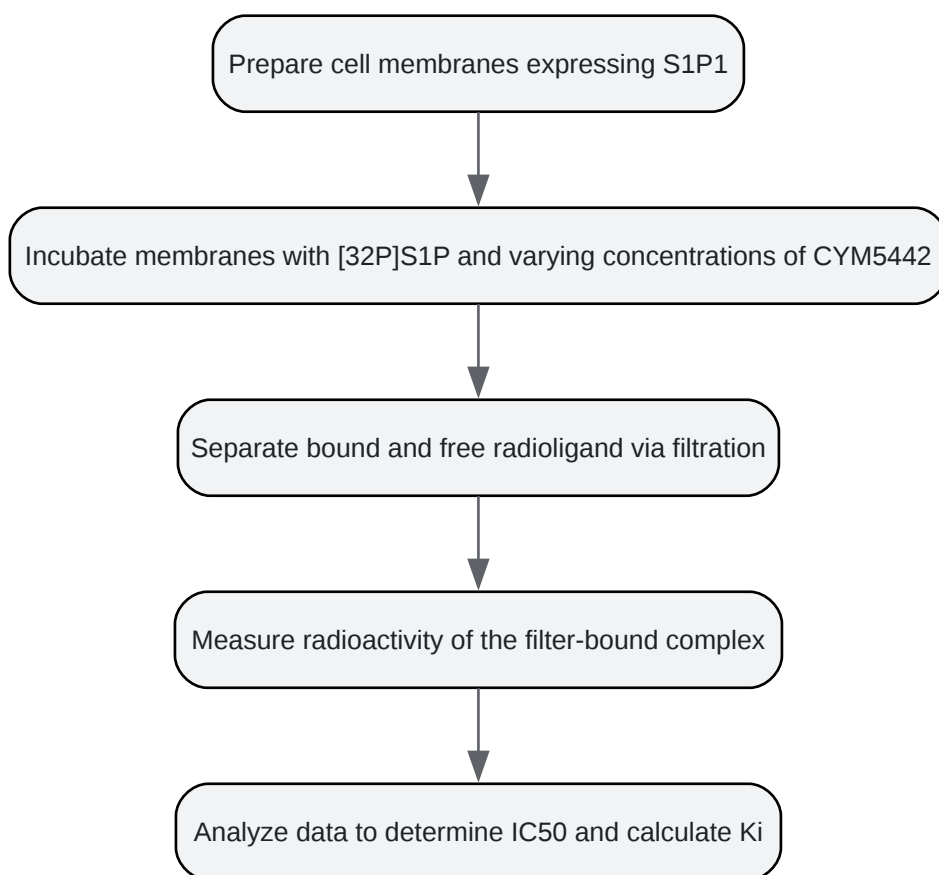 Prepare cell membranes expressing S1P1
Incubate membranes with [32P]S1P and varying concentrations of CYM5442
Separate bound and free radioligand via filtration
Measure radioactivity of the filter-bound complex
Analyze data to determine IC50 and calculate Ki